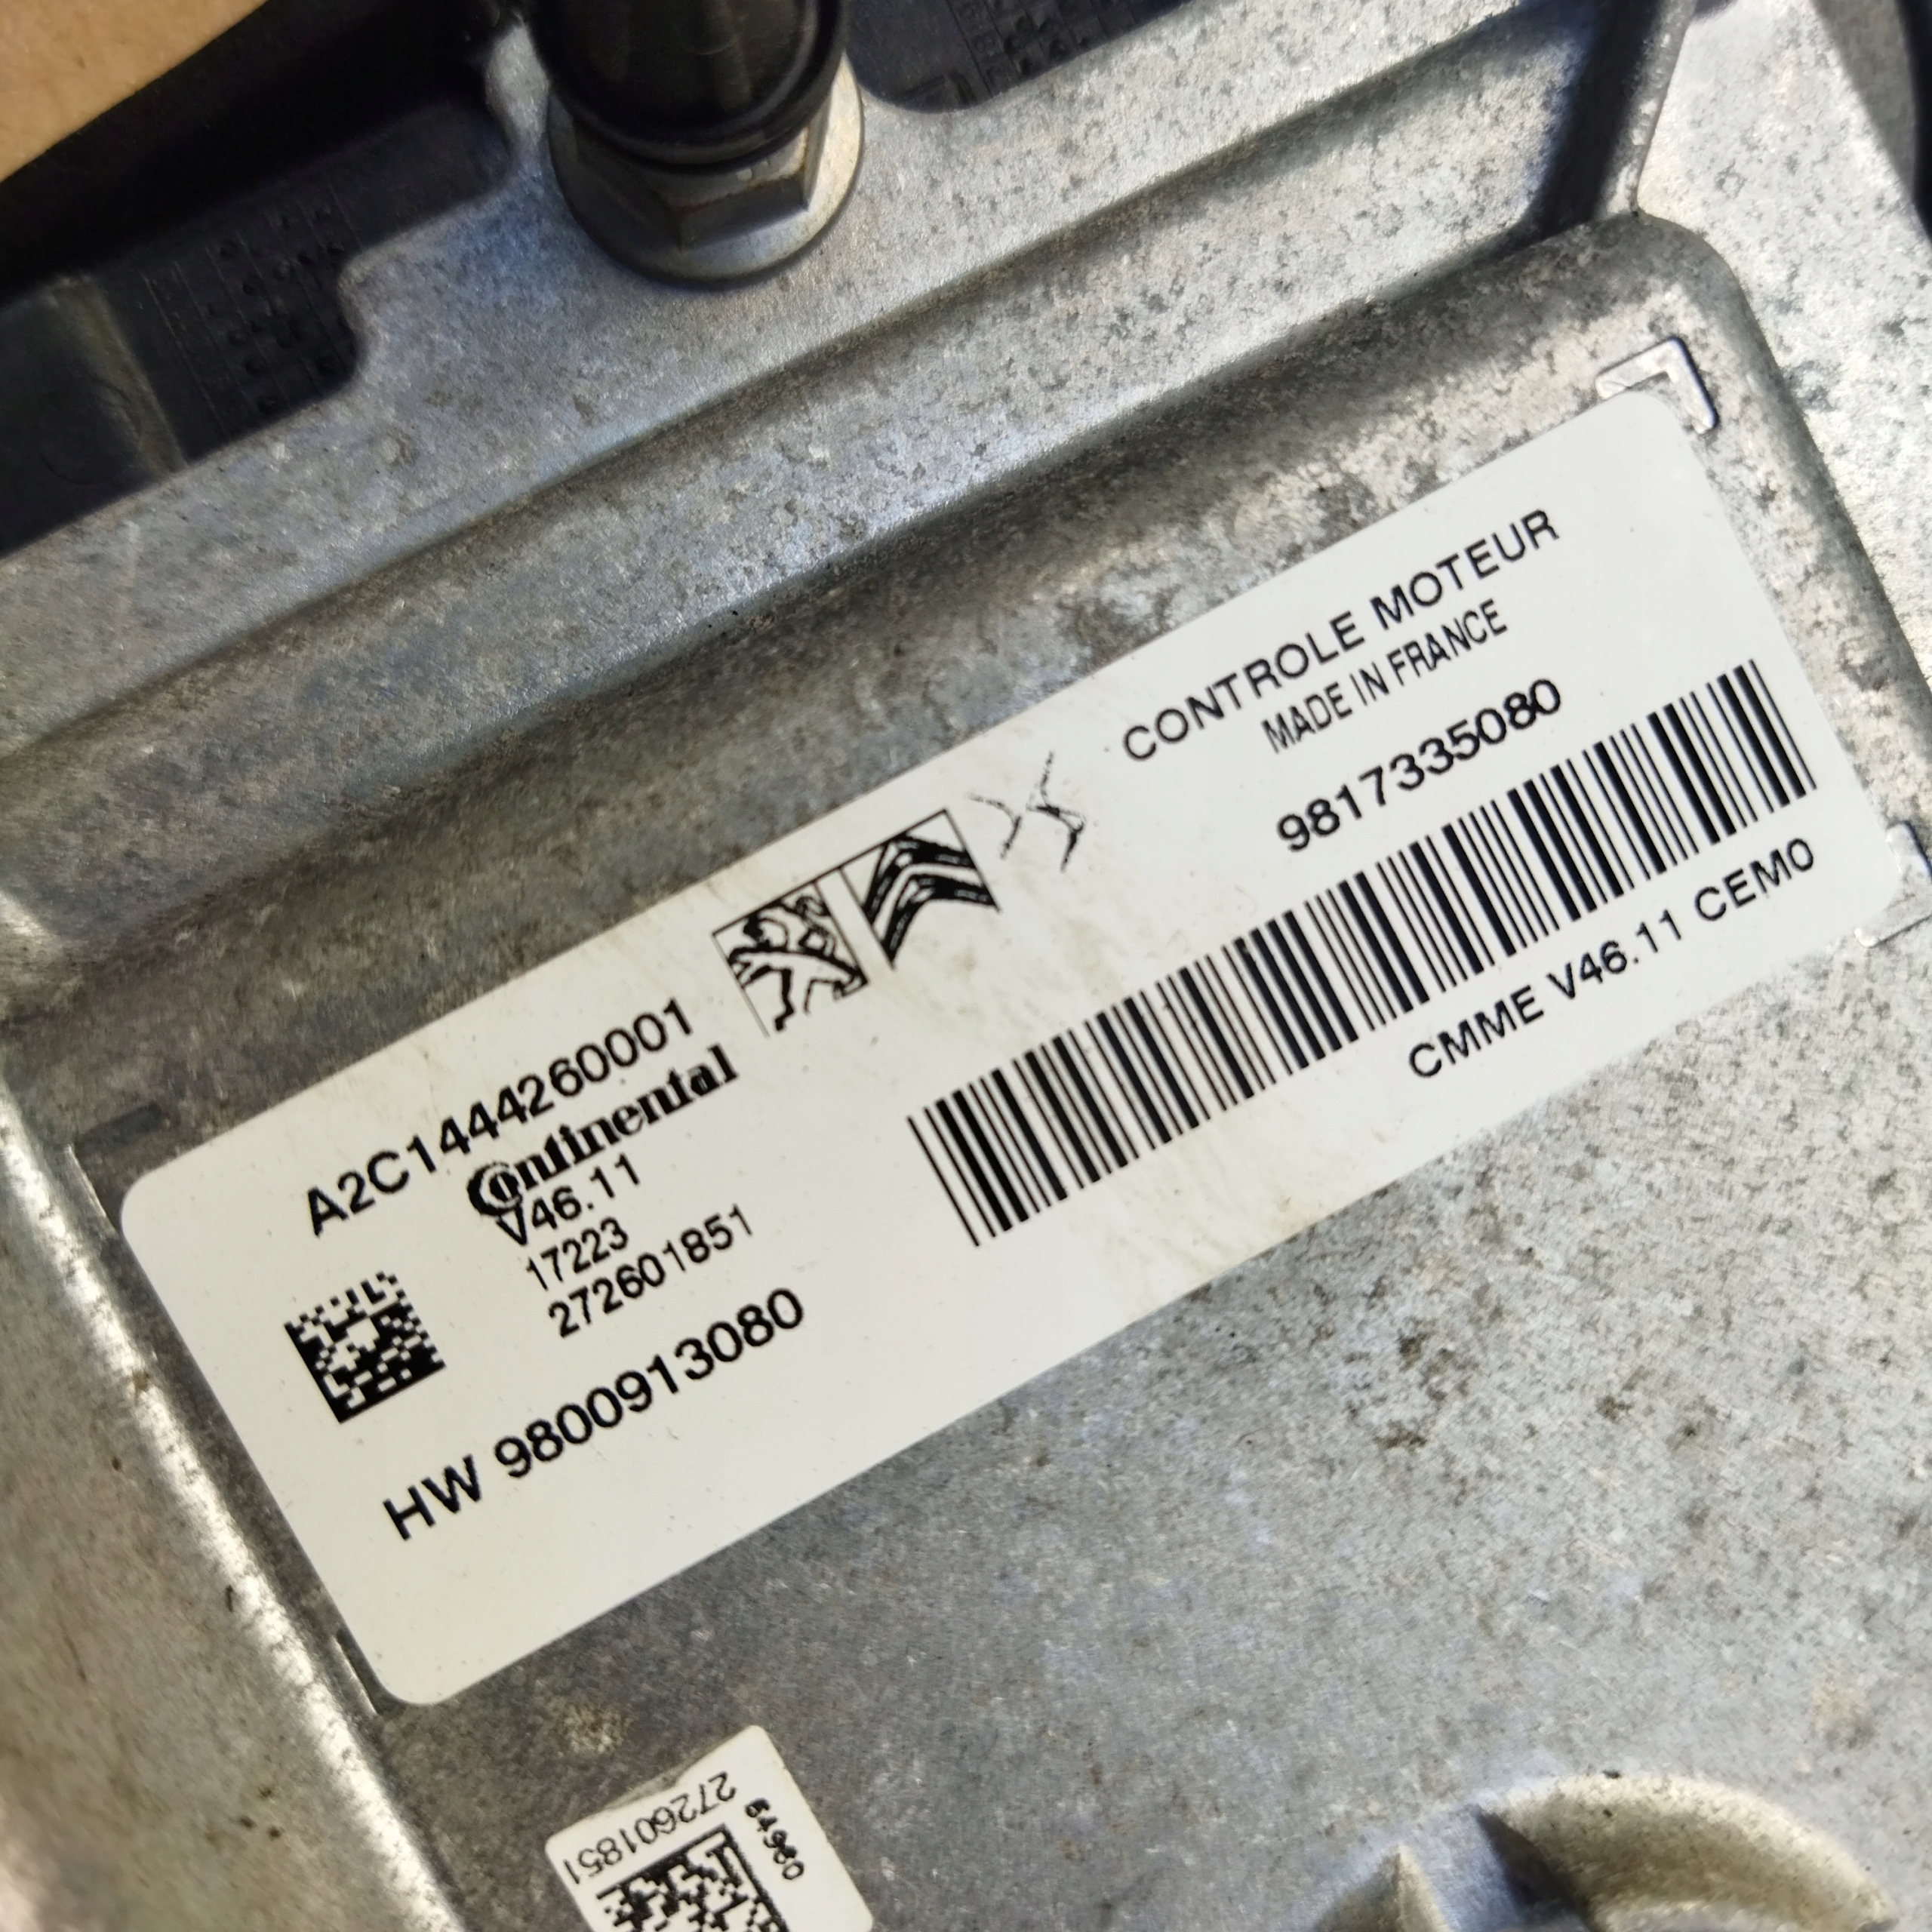 A2C1444260001
Continental
V46.11
17223
272601851
HW 9800913080
CONTROLE MOTEUR
MADE IN FRANCE
9817335080
CMME V46.11 CEM0
272601851